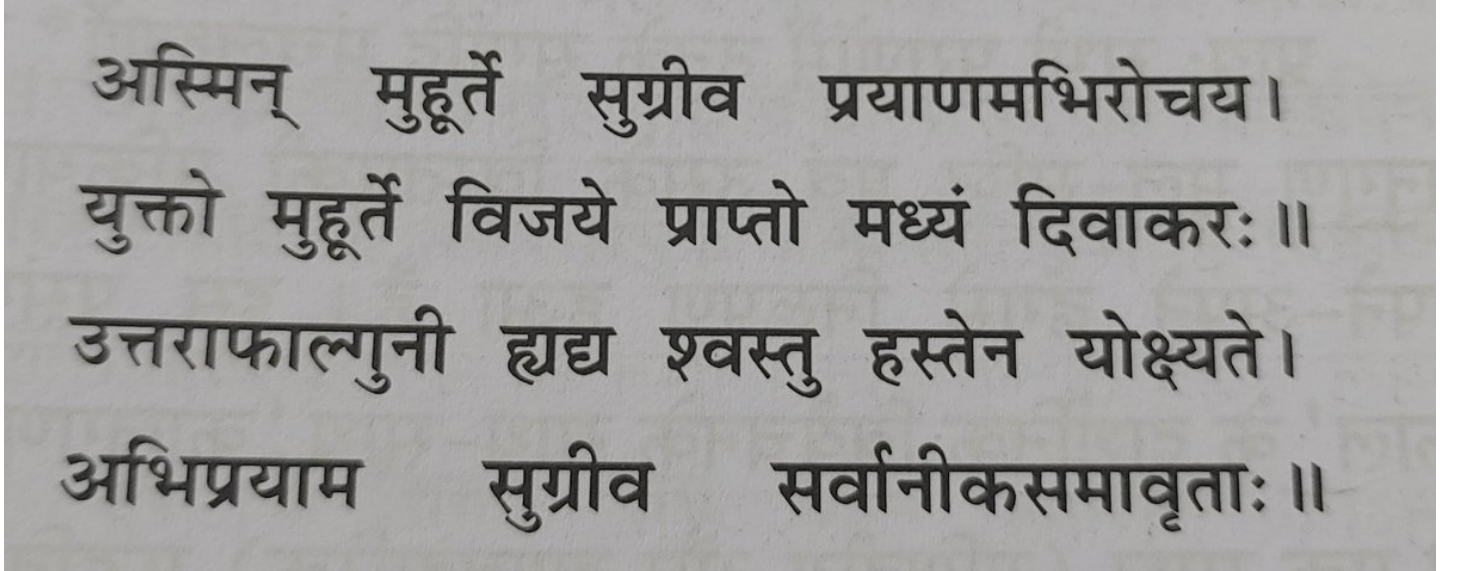 अस्मिन् मुहूर्ते सुग्रीव प्रयाणमभिरोचय।
युक्तो मुहूर्ते विजये प्राप्तो मध्यं दिवाकरः॥
उत्तराफाल्गुनी ह्यद्य श्वस्तु हस्तेन योक्ष्यते।
अभिप्रयाम सुग्रीव सर्वानीकसमावृताः॥